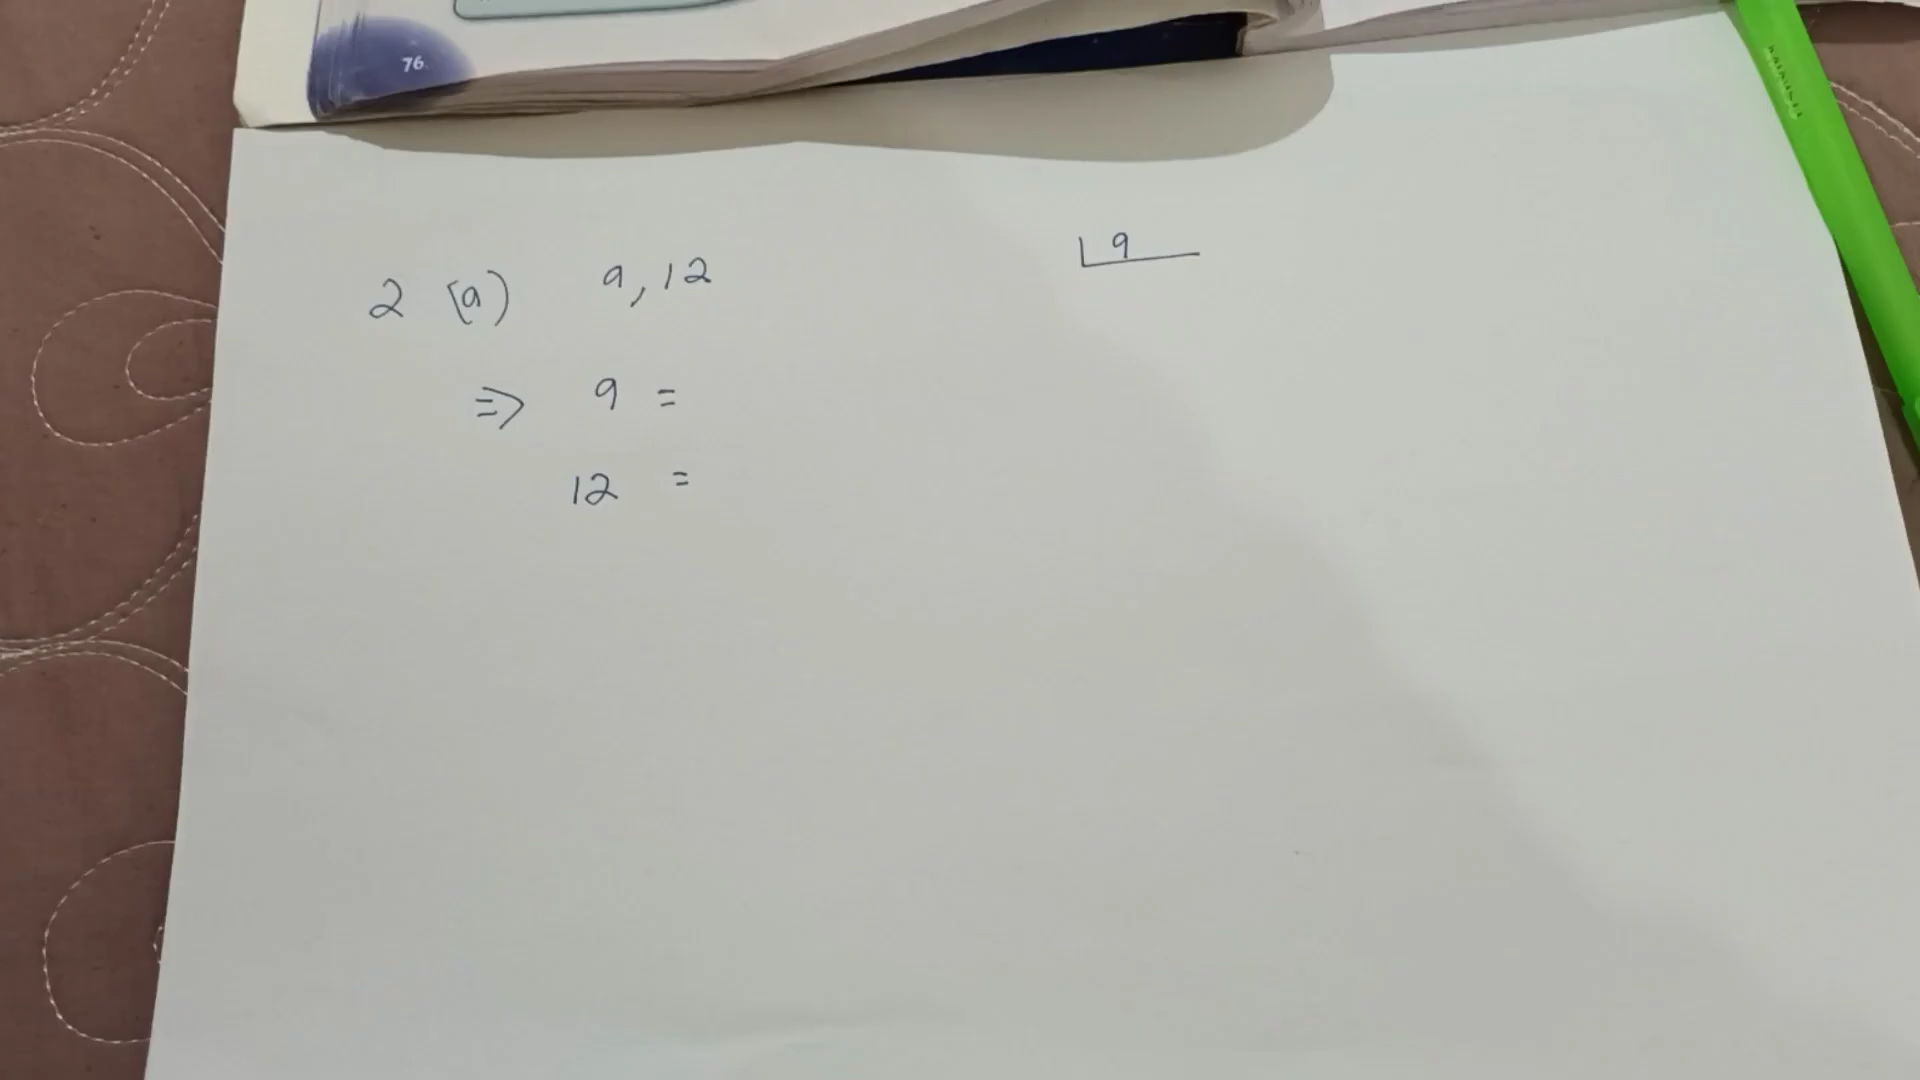 76
2 (a) 9, 12
9
⇒ 9 =
12 =